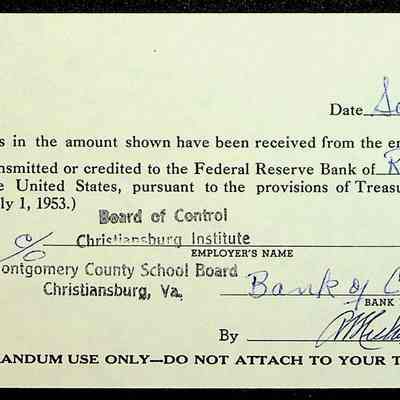 Date
s in the amount shown have been received from the en
nsmitted or credited to the Federal Reserve Bank of R
e United States, pursuant to the provisions of Treasu
ly 1, 1953.)
Board of Control
c/o Christiansburg Institute
EMPLOYER'S NAME
ontgomery County School Board
Christiansburg, Va.
Bank of C
BANK
By
RANDUM USE ONLY—DO NOT ATTACH TO YOUR T